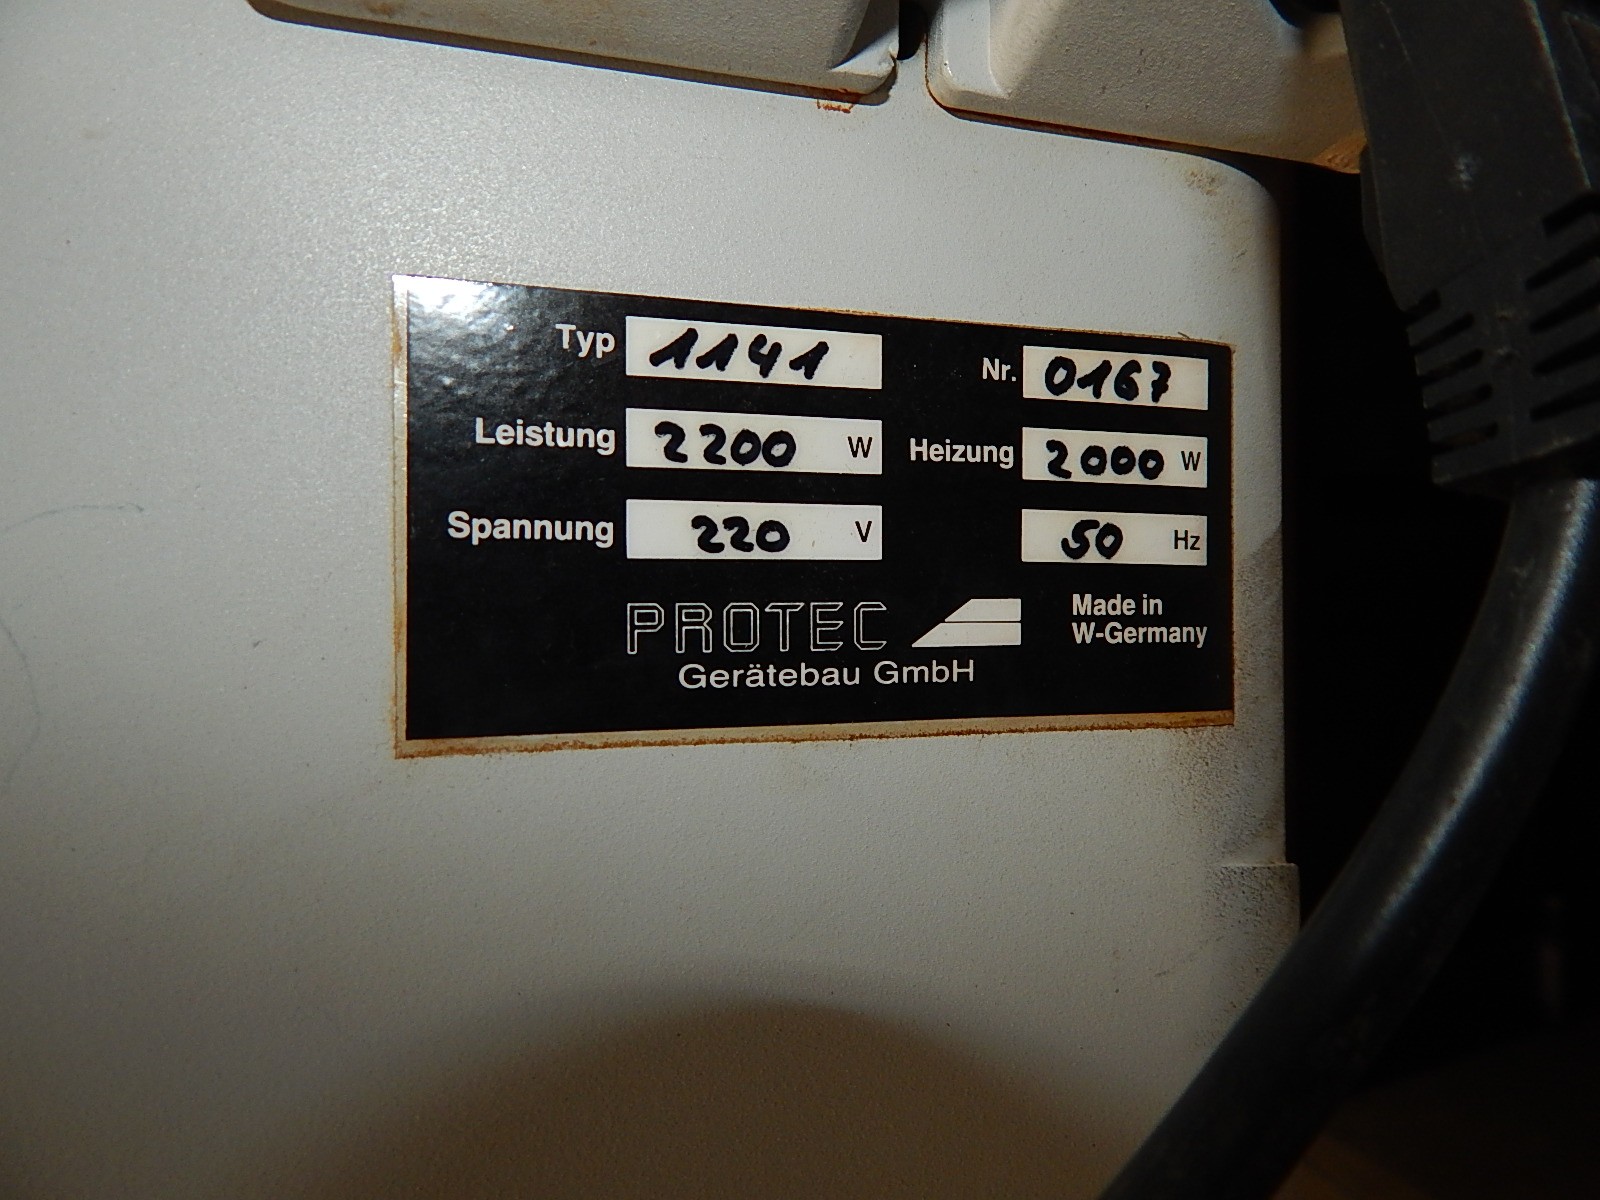 Typ 1141 Nr. 0167
Leistung 2200 W Heizung 2000 W
Spannung 220 V 50 Hz
PROTEC Made in
Gerätebau GmbH W-Germany